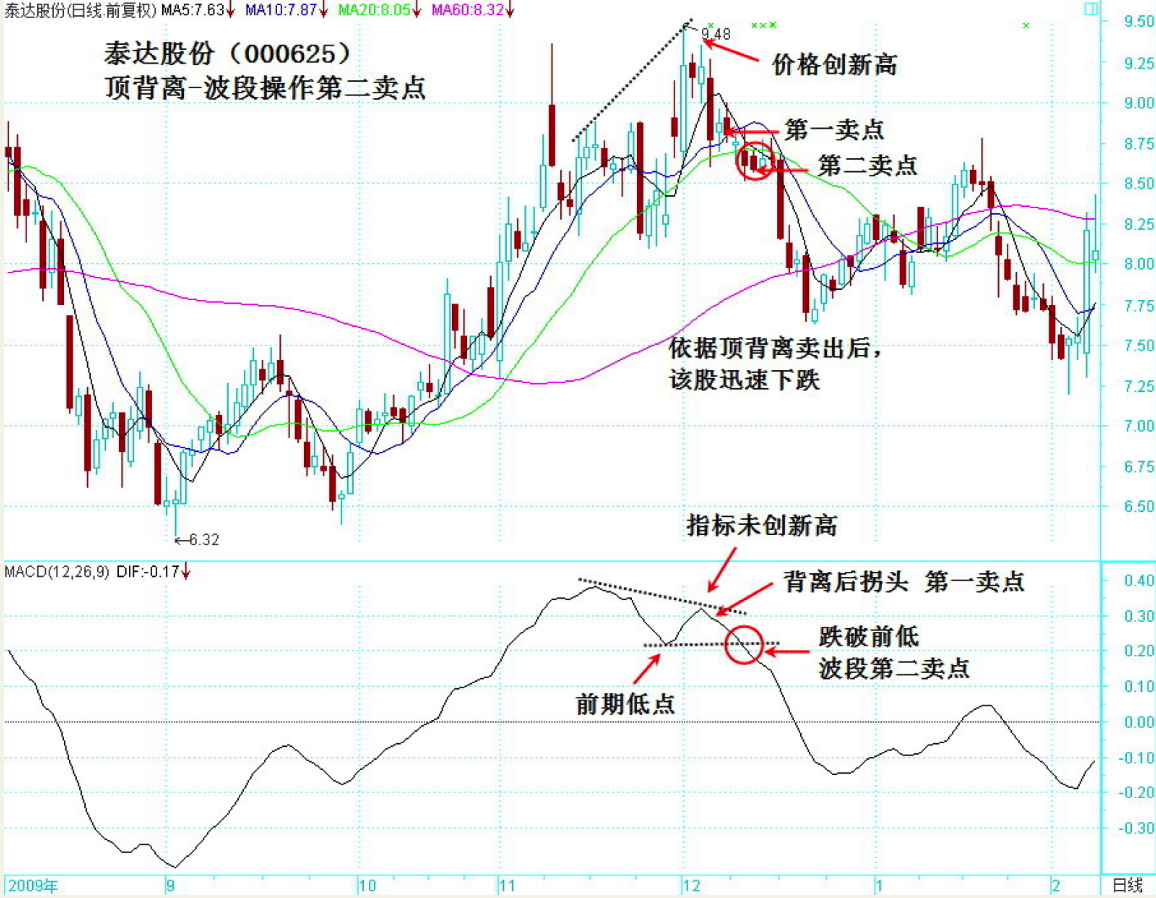 泰达股份(日线.前复权) MA5:7.63↓ MA10:7.87↓ MA20:8.05↓ MA60:8.32↓
泰达股份（000625）
顶背离-波段操作第二卖点
9.48
价格创新高
第一卖点
第二卖点
依据顶背离卖出后，
该股迅速下跌
←6.32
9.50
9.25
9.00
8.75
8.50
8.25
8.00
7.75
7.50
7.25
7.00
6.75
6.50
MACD(12,26,9) DIF:-0.17↓
指标未创新高
背离后拐头 第一卖点
跌破前低
波段第二卖点
前期低点
0.40
0.30
0.20
0.10
0.00
-0.10
-0.20
-0.30
2009年 9 10 11 12 1 2 日线